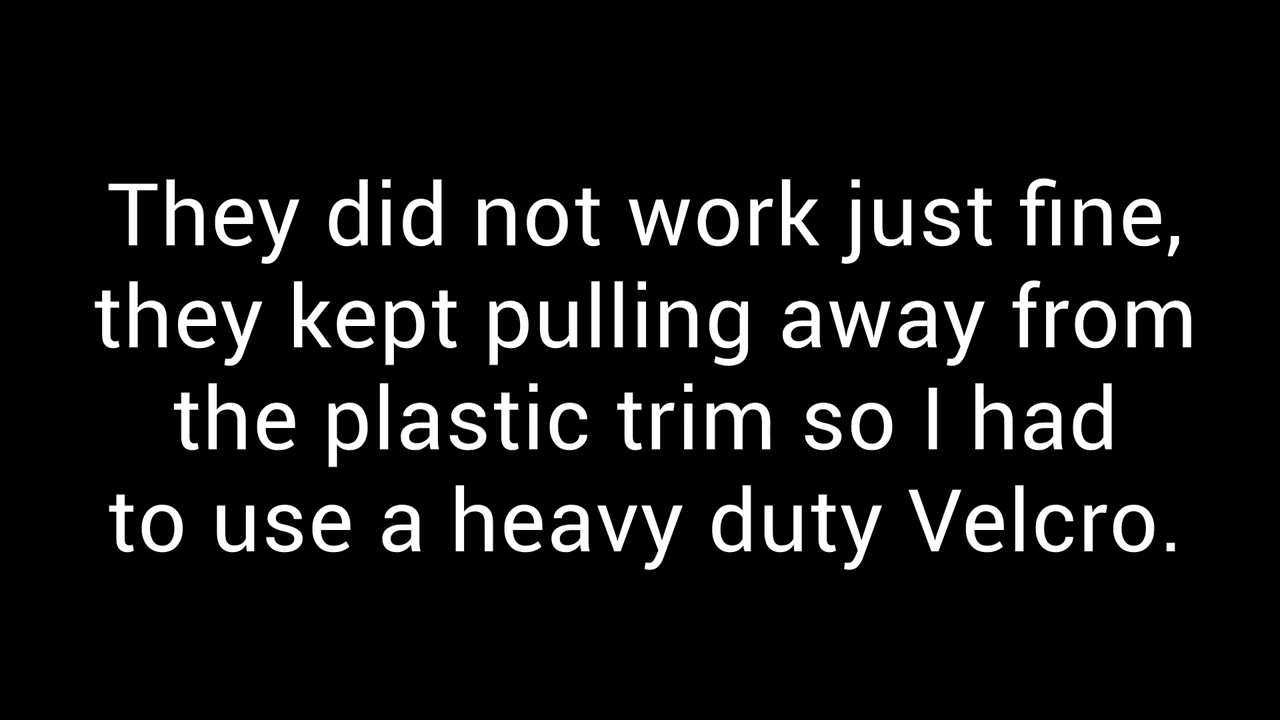 They did not work just fine,
they kept pulling away from
the plastic trim so I had
to use a heavy duty Velcro.